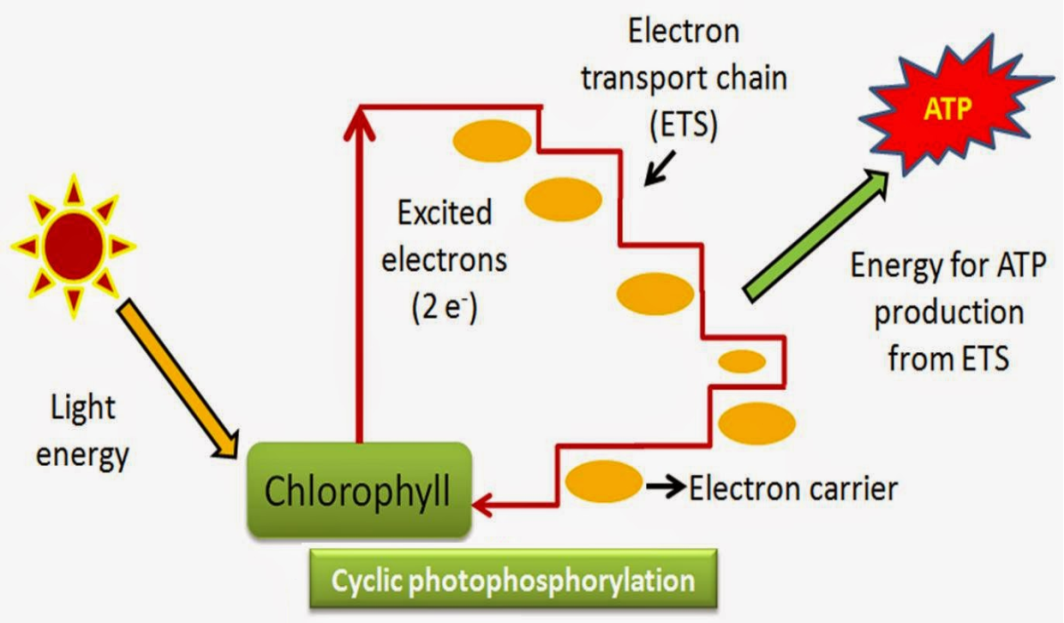 Electron
transport chain
(ETS)
ATP
Excited
electrons
(2 e⁻)
Energy for ATP
production
from ETS
Light
energy
Chlorophyll
Electron carrier
Cyclic photophosphorylation